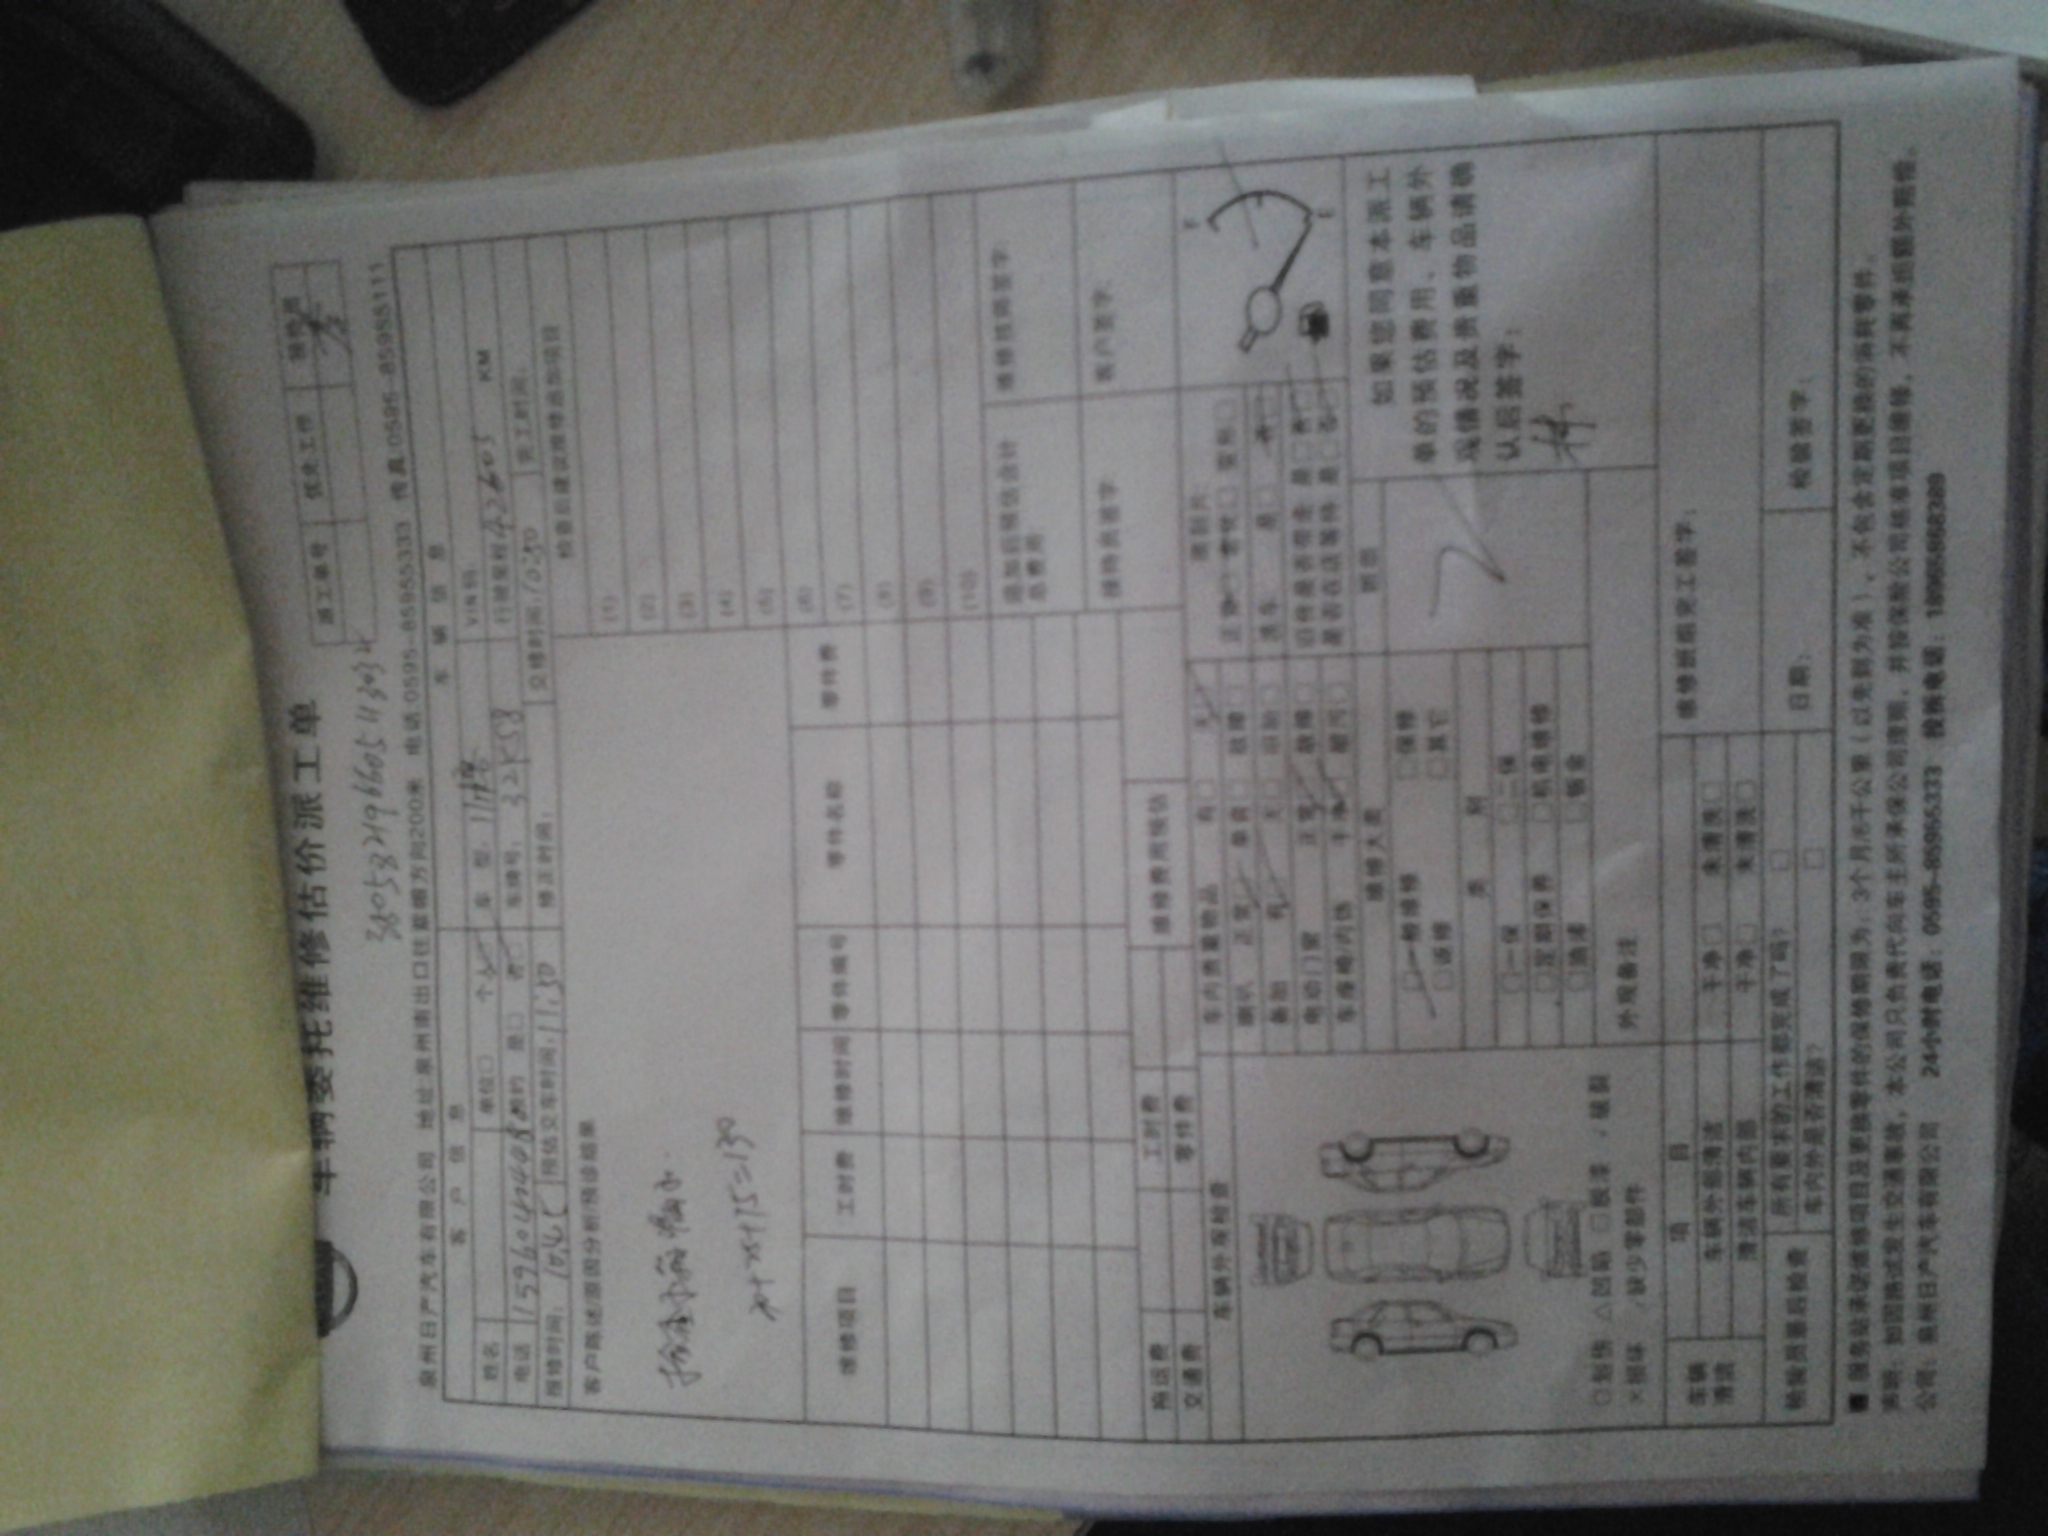 车辆委托维修估价派工单
派工单号 优先工作 接待员
泉州日产汽车有限公司 地址:泉州南出口往紫帽方向200米 电话:0595-85955333 传真:0595-85955111
客户信息 车辆信息
姓名 单位□ 个人□ 车型: VIN码:
电话 预约 是□ 否□ 车牌号: 32K58 行驶里程 42605 KM
报修时间: 10:45 预估交车时间: 11:50 修正时间: 交修时间: 10:50 完工时间:
客户陈述/原因分析/预诊结果 检查后建议维修追加项目
检查水箱漏水
30+25+75=130
(1)
(2)
(3)
(4)
(5)
(6)
(7)
(8)
(9)
(10)
维修项目 工时费 维修时间 零件编号 零件名称 零件费
追加后预估合计总费用: 维修技师签字:
接待员签字: 客户签字:
拖运费 工时费 维修费用预估
交通费 零件费
车辆外观检查
车内贵重物品 有□ 无□
喇叭 正常□ 单音□ 故障□
备胎 有□ 无□ 旧胎□
电动门窗 正常□ 故障□
车座椅/内饰 干净□ 脏污□
雨刮片:
正常□ 老化□ 变形□
洗车 是□ 否□
旧件是否带走 是□ 否□
是否在店等待 是□ 否□
F
E
维修大类 班组
□一般维修 □保修
□返修 □其它
类别
□一保 □二保
□定期保养 □机电维修
□油漆 □钣金
如果您同意本派工
单的预估费用、车辆外
观情况及贵重物品请确
认后签字:
林
○划伤 △凹陷 □脱漆 √破裂
×损坏 /缺少零部件
外观备注
车辆清洁 项目
车辆外部清洁 干净□ 未清洗□
清洁车辆内部 干净□ 未清洗□
维修班组完工签字:
检验员最后检查 所有要求的工作都完成了吗? □
车内外是否清洁? □
日期: 检验签字:
■ 服务站承诺维修项目及更换零件的保修期限为:3个月/6千公里(以先到为准),不包含定期更换的消耗零件。
声明:如因路试发生交通事故,本公司只负责代向车主所承保公司理赔,并按保险公司核准项目维修,不再承担额外赔偿。
公司:泉州日产汽车有限公司 24小时电话:0595-85955333 投诉电话:18965868389